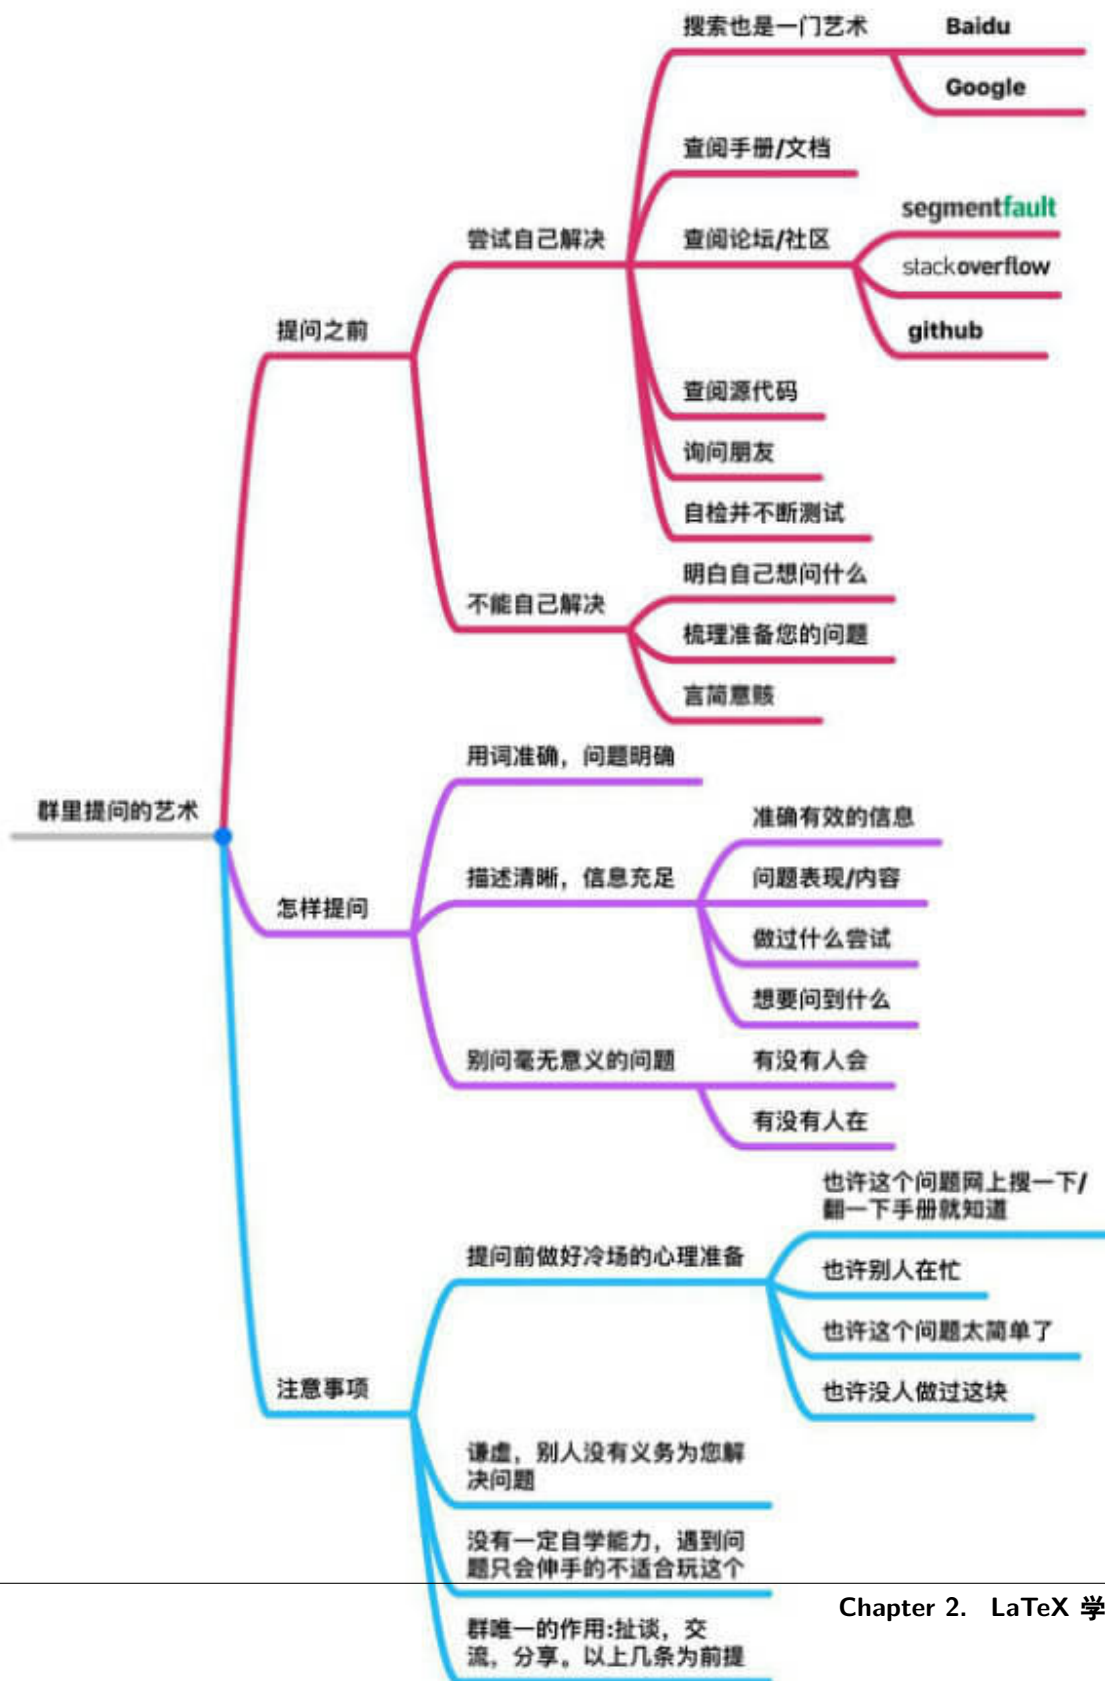 搜索也是一门艺术
Baidu
Google
查阅手册/文档
尝试自己解决
查阅论坛/社区
segmentfault
stackoverflow
github
提问之前
查阅源代码
询问朋友
自检并不断测试
不能自己解决
明白自己想问什么
梳理准备您的问题
言简意赅
群里提问的艺术
用词准确，问题明确
怎样提问
描述清晰，信息充足
准确有效的信息
问题表现/内容
做过什么尝试
想要问到什么
别问毫无意义的问题
有没有人会
有没有人在
注意事项
提问前做好冷场的心理准备
也许这个问题网上搜一下/
翻一下手册就知道
也许别人在忙
也许这个问题太简单了
也许没人做过这块
谦虚，别人没有义务为您解
决问题
没有一定自学能力，遇到问
题只会伸手的不适合玩这个
群唯一的作用:扯谈，交
流，分享。以上几条为前提
Chapter 2. LaTeX 学